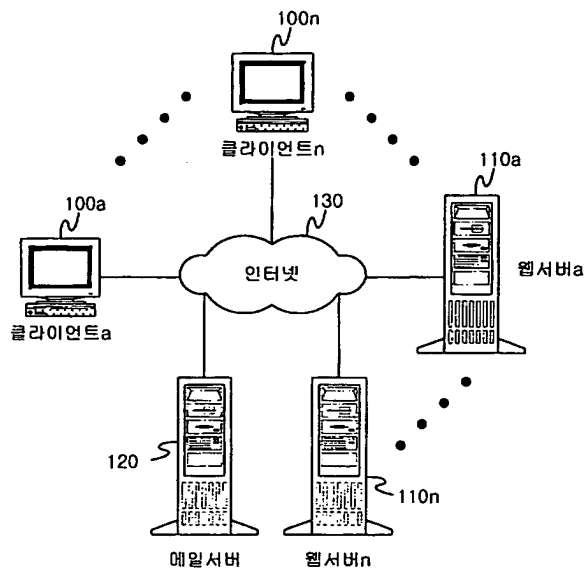 100n
클라이언트n
110a
100a
130
인터넷
웹서버a
클라이언트a
120
110n
메일서버
웹서버n